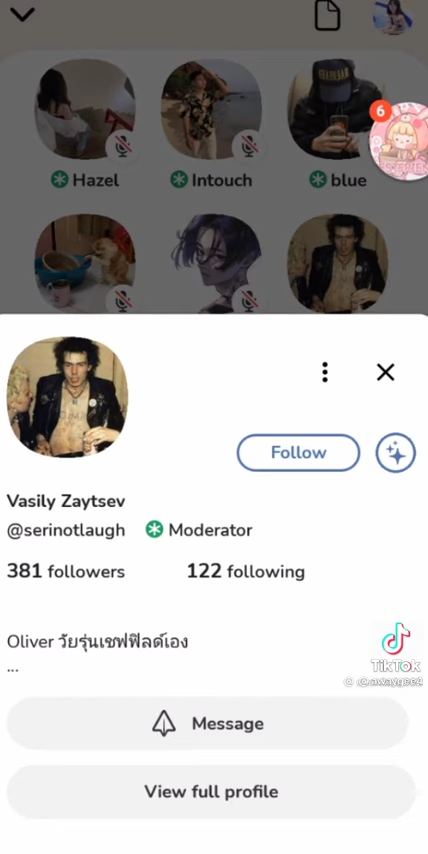 6
Hazel
Intouch
blue
Follow
Vasily Zaytsev
@serinotlaugh Moderator
381 followers 122 following
Oliver วัยรุ่นเชฟฟิลด์เอง
...
TikTok
Message
View full profile